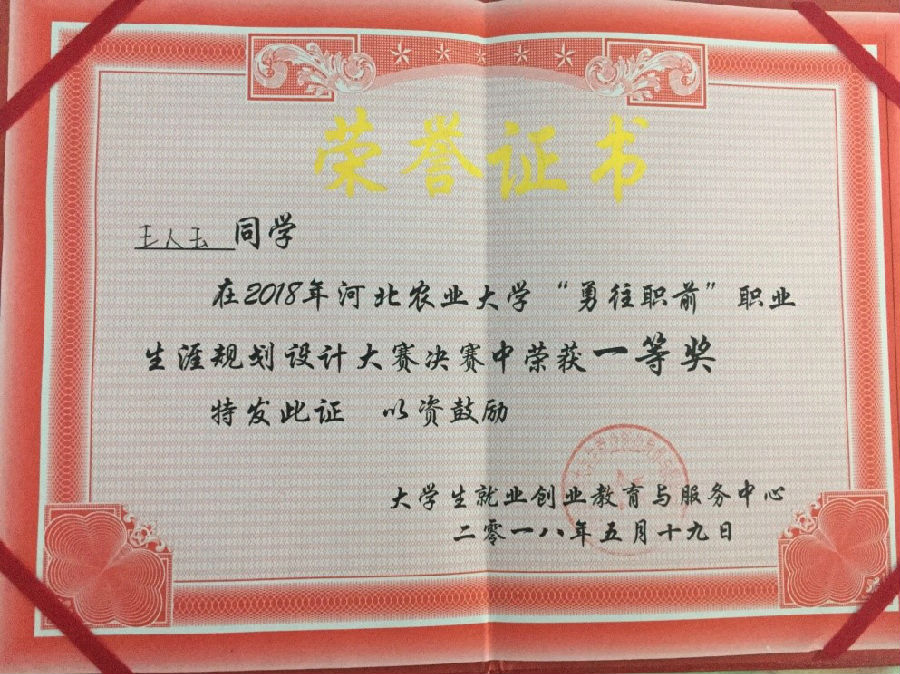 荣誉证书
王人玉 同学
在2018年河北农业大学“勇往职前”职业
生涯规划设计大赛决赛中荣获一等奖
特发此证 以资鼓励
大学生就业创业教育与服务中心
二零一八年五月十九日